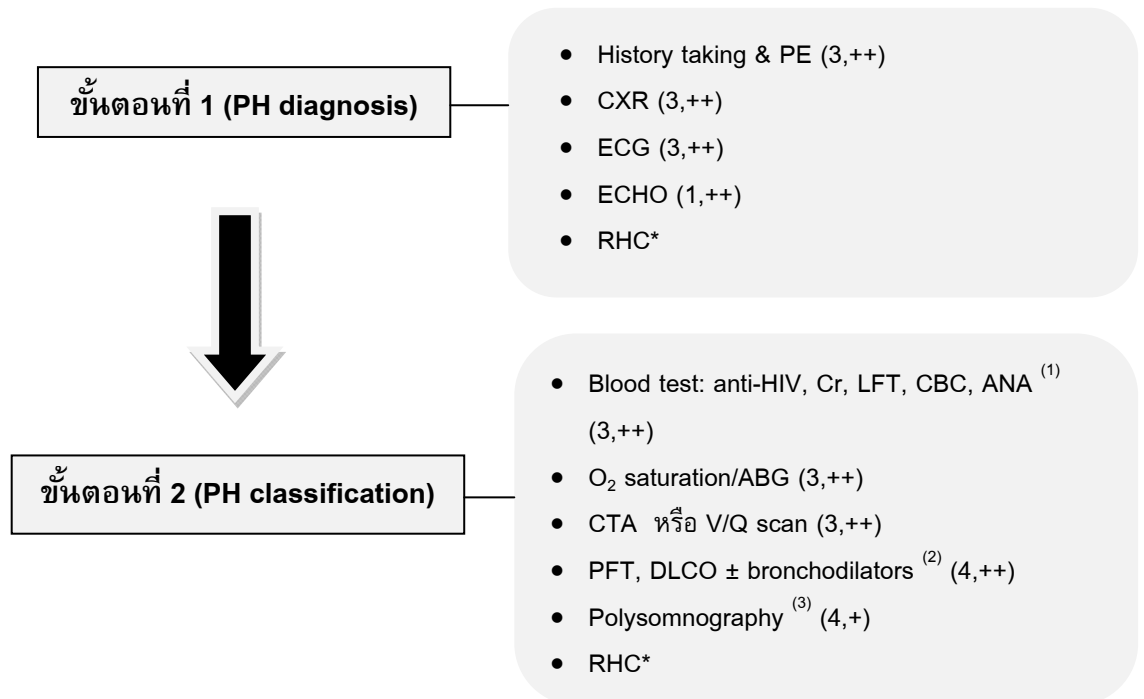 ขั้นตอนที่ 1 (PH diagnosis)
• History taking & PE (3,++)
• CXR (3,++)
• ECG (3,++)
• ECHO (1,++)
• RHC*
ขั้นตอนที่ 2 (PH classification)
• Blood test: anti-HIV, Cr, LFT, CBC, ANA (1)
(3,++)
• O2 saturation/ABG (3,++)
• CTA หรือ V/Q scan (3,++)
• PFT, DLCO ± bronchodilators (2) (4,++)
• Polysomnography (3) (4,+)
• RHC*